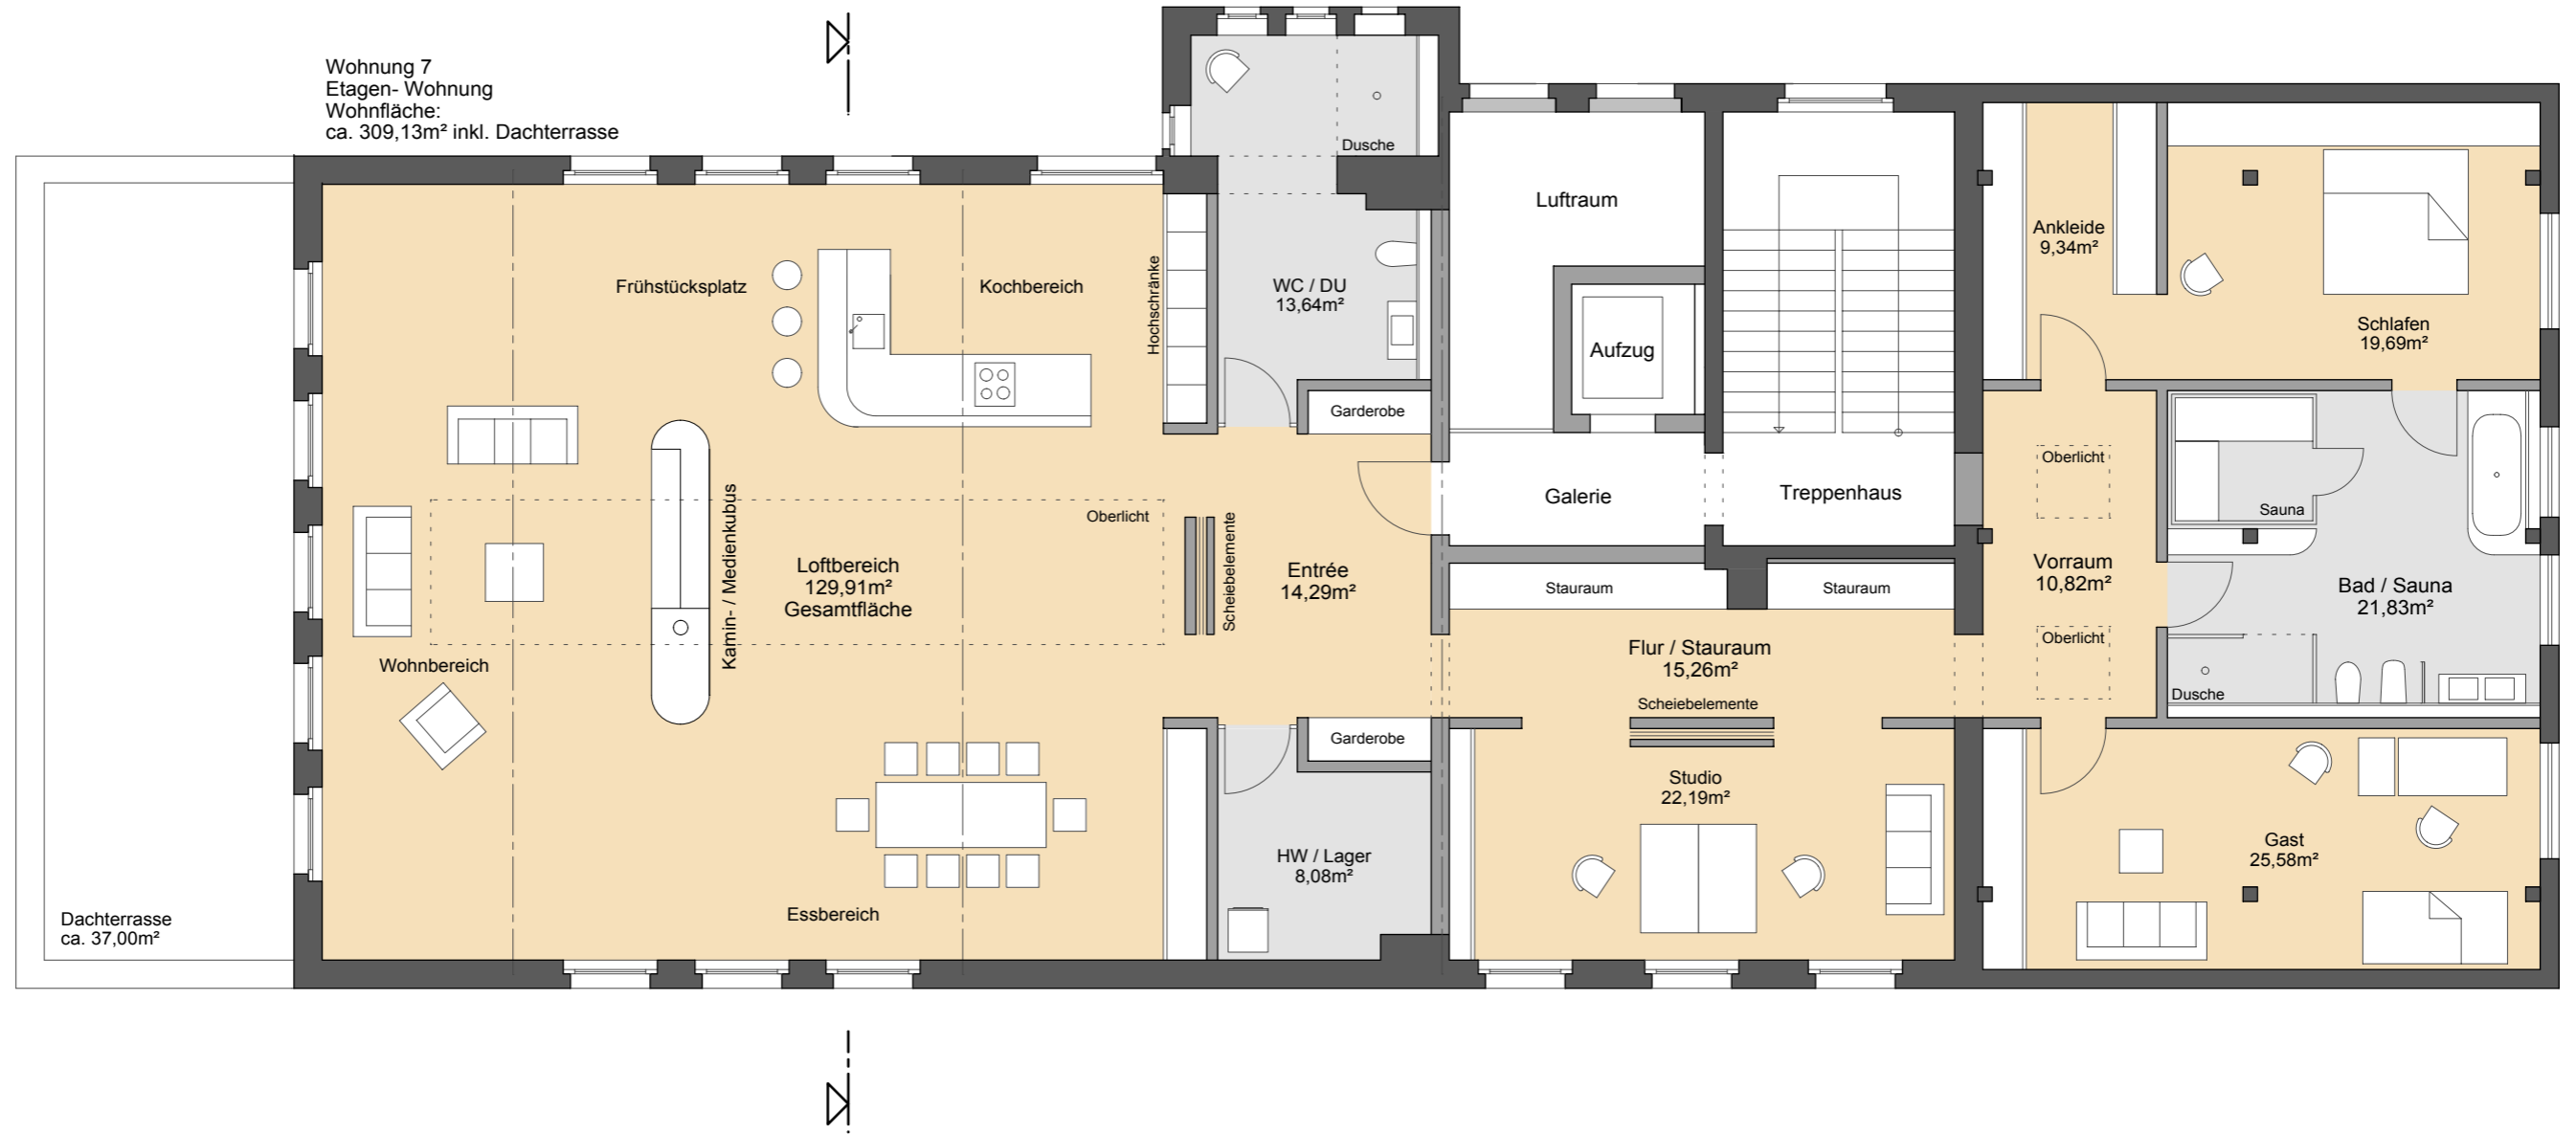 Wohnung 7
Etagen- Wohnung
Wohnfläche:
ca. 309,13m² inkl. Dachterrasse
Dusche
Luftraum
Ankleide
9,34m²
Frühstücksplatz
Kochbereich
Hochschränke
WC / DU
13,64m²
Aufzug
Schlafen
19,69m²
Garderobe
Oberlicht
Sauna
Galerie
Treppenhaus
Kamin- / Medienkubus
Oberlicht
Scheiebelemente
Loftbereich
129,91m²
Gesamtfläche
Entrée
14,29m²
Stauraum
Stauraum
Vorraum
10,82m²
Bad / Sauna
21,83m²
Wohnbereich
Flur / Stauraum
15,26m²
Oberlicht
Dusche
Scheiebelemente
Garderobe
Studio
22,19m²
HW / Lager
8,08m²
Gast
25,58m²
Essbereich
Dachterrasse
ca. 37,00m²